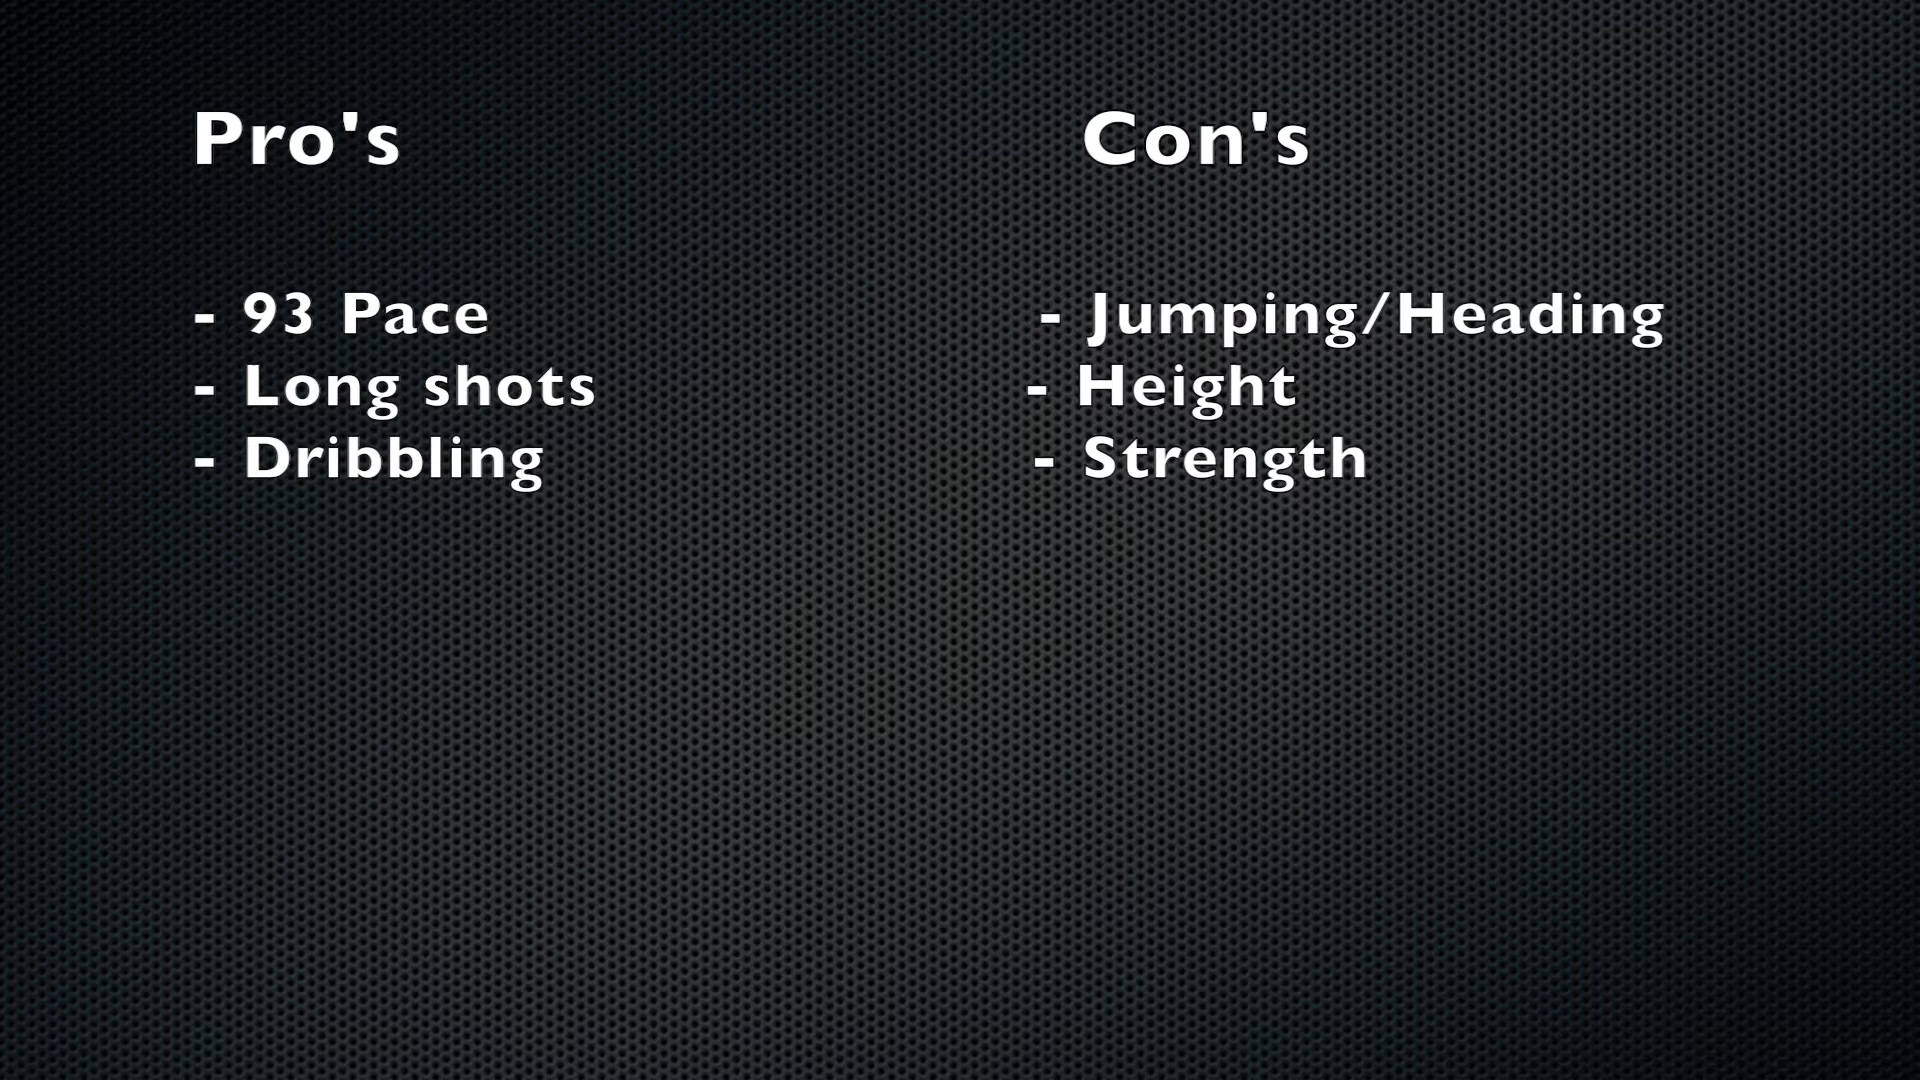 Pro's
Con's
- 93 Pace
- Long shots
- Dribbling
- Jumping/Heading
- Height
- Strength